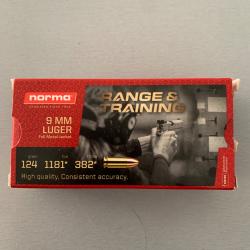 norma
RANGE &
TRAINING
9 MM
LUGER
Full Metal Jacket
124 1181* 382*
High quality, Consistent accuracy.